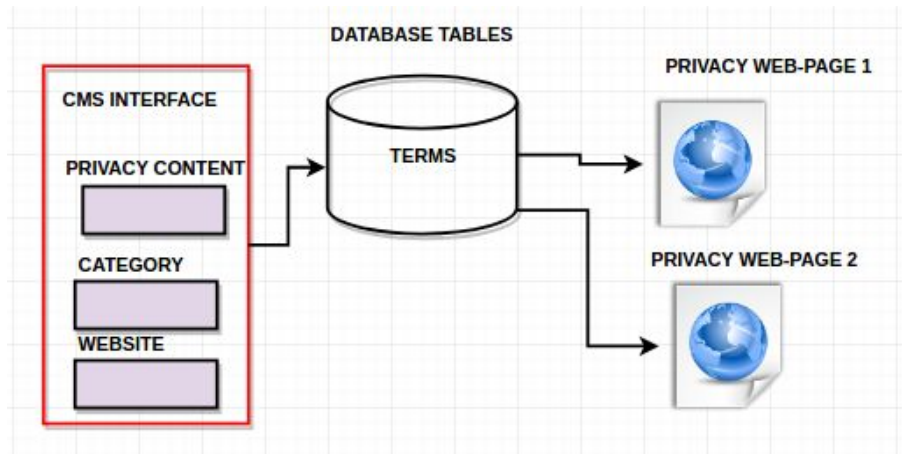 DATABASE TABLES
PRIVACY WEB-PAGE 1
CMS INTERFACE
TERMS
PRIVACY CONTENT
CATEGORY
PRIVACY WEB-PAGE 2
WEBSITE